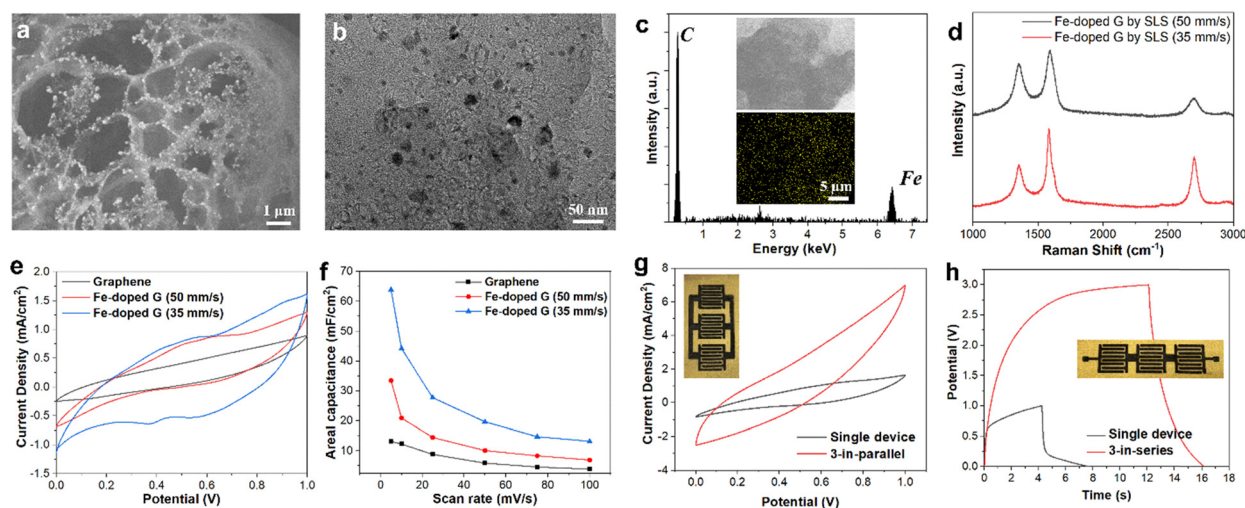 a
1 µm
b
50 nm
c
C
Fe
5 µm
Intensity (a.u.)
1 2 3 4 5 6 7
Energy (keV)
d
Fe-doped G by SLS (50 mm/s)
Fe-doped G by SLS (35 mm/s)
Intensity (a.u.)
1000 1500 2000 2500 3000
Raman Shift (cm⁻¹)
e
Graphene
Fe-doped G (50 mm/s)
Fe-doped G (35 mm/s)
Current Density (mA/cm²)
2.0
1.5
1.0
0.5
0.0
-0.5
-1.0
-1.5
0.0 0.2 0.4 0.6 0.8 1.0
Potential (V)
f
Graphene
Fe-doped G (50 mm/s)
Fe-doped G (35 mm/s)
Areal capacitance (mF/cm²)
70
60
50
40
30
20
10
0 20 40 60 80 100
Scan rate (mV/s)
g
Single device
3-in-parallel
Current Density (mA/cm²)
8
6
4
2
0
-2
-4
0.0 0.2 0.4 0.6 0.8 1.0
Potential (V)
h
Single device
3-in-series
Potential (V)
3.0
2.5
2.0
1.5
1.0
0.5
0.0
0 2 4 6 8 10 12 14 16 18
Time (s)